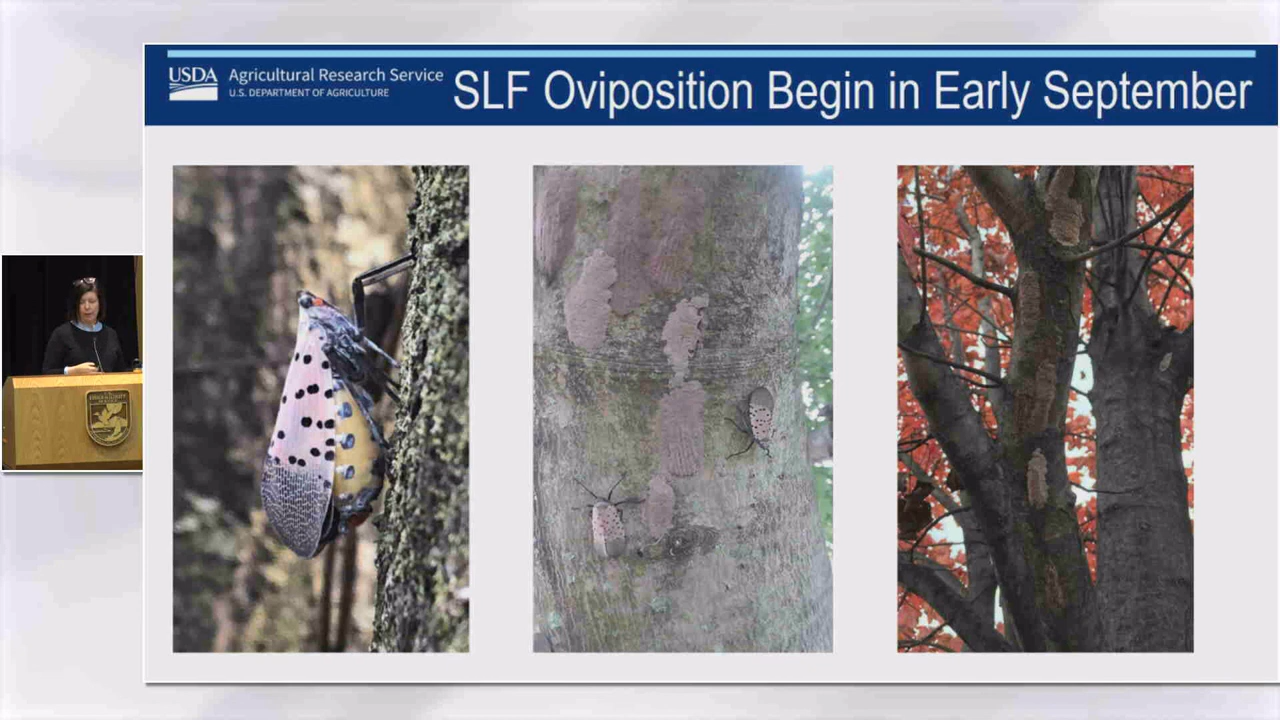 USDA
Agricultural Research Service
U.S. DEPARTMENT OF AGRICULTURE
SLF Oviposition Begin in Early September